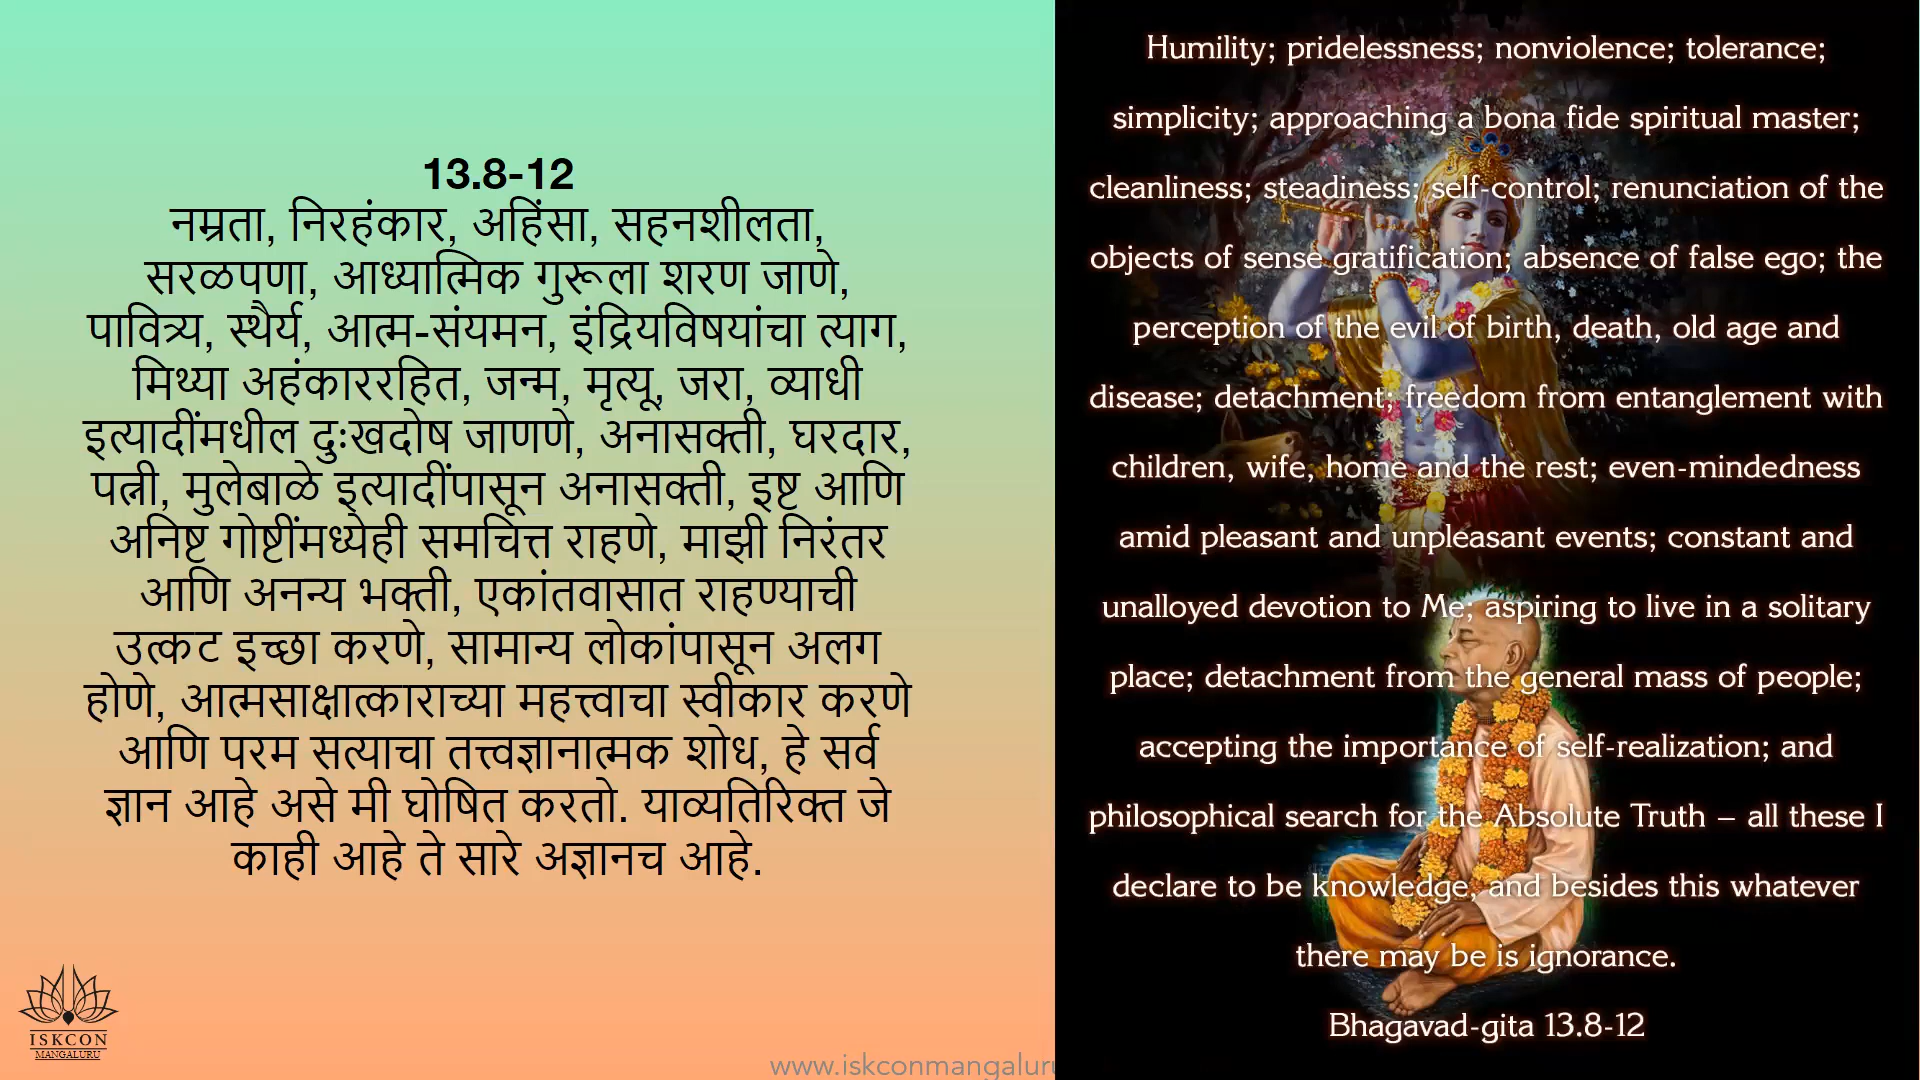 13.8-12
नम्रता, निरहंकार, अहिंसा, सहनशीलता,
सरळपणा, आध्यात्मिक गुरूला शरण जाणे,
पावित्र्य, स्थैर्य, आत्म-संयमन, इंद्रियविषयांचा त्याग,
मिथ्या अहंकाररहित, जन्म, मृत्यू, जरा, व्याधी
इत्यादींमधील दुःखदोष जाणणे, अनासक्ती, घरदार,
पत्नी, मुलेबाळे इत्यादींपासून अनासक्ती, इष्ट आणि
अनिष्ट गोष्टींमध्येही समचित्त राहणे, माझी निरंतर
आणि अनन्य भक्ती, एकांतवासात राहण्याची
उत्कट इच्छा करणे, सामान्य लोकांपासून अलग
होणे, आत्मसाक्षात्काराच्या महत्त्वाचा स्वीकार करणे
आणि परम सत्याचा तत्त्वज्ञानात्मक शोध, हे सर्व
ज्ञान आहे असे मी घोषित करतो. याव्यतिरिक्त जे
काही आहे ते सारे अज्ञानच आहे.
ISKCON
MANGALURU
www.iskconmangaluru
Humility; pridelessness; nonviolence; tolerance;
simplicity; approaching a bona fide spiritual master;
cleanliness; steadiness; self-control; renunciation of the
objects of sense gratification; absence of false ego; the
perception of the evil of birth, death, old age and
disease; detachment; freedom from entanglement with
children, wife, home and the rest; even-mindedness
amid pleasant and unpleasant events; constant and
unalloyed devotion to Me; aspiring to live in a solitary
place; detachment from the general mass of people;
accepting the importance of self-realization; and
philosophical search for the Absolute Truth – all these I
declare to be knowledge, and besides this whatever
there may be is ignorance.
Bhagavad-gita 13.8-12